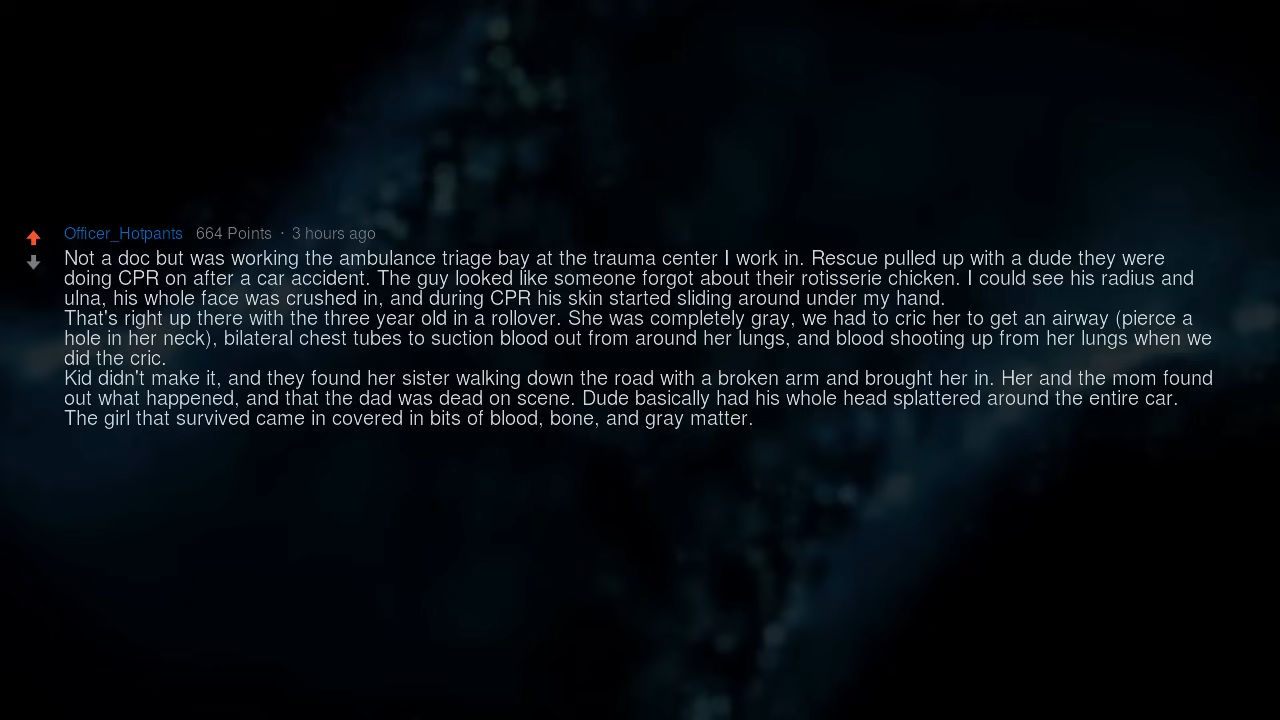 Officer_Hotpants 664 Points · 3 hours ago
Not a doc but was working the ambulance triage bay at the trauma center I work in. Rescue pulled up with a dude they were
doing CPR on after a car accident. The guy looked like someone forgot about their rotisserie chicken. I could see his radius and
ulna, his whole face was crushed in, and during CPR his skin started sliding around under my hand.
That's right up there with the three year old in a rollover. She was completely gray, we had to cric her to get an airway (pierce a
hole in her neck), bilateral chest tubes to suction blood out from around her lungs, and blood shooting up from her lungs when we
did the cric.
Kid didn't make it, and they found her sister walking down the road with a broken arm and brought her in. Her and the mom found
out what happened, and that the dad was dead on scene. Dude basically had his whole head splattered around the entire car.
The girl that survived came in covered in bits of blood, bone, and gray matter.